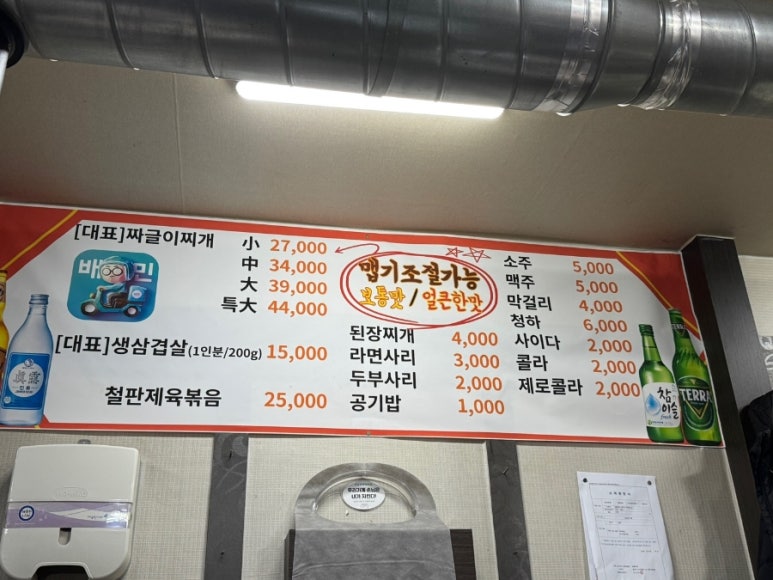 [대표]짜글이찌개 小 27,000
中 34,000
大 39,000
특大 44,000
배민
[대표]생삼겹살(1인분/200g) 15,000
철판제육볶음 25,000
맵기조절가능
보통맛 / 얼큰한맛
된장찌개 4,000
라면사리 3,000
두부사리 2,000
공기밥 1,000
소주 5,000
맥주 5,000
막걸리 4,000
청하 6,000
사이다 2,000
콜라 2,000
제로콜라 2,000
참이슬
fresh
TERRA